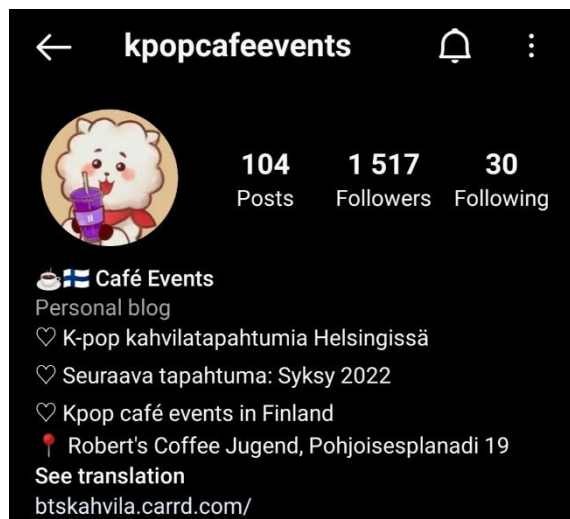 kpopcafeevents
104 1 517 30
Posts Followers Following
☕🇫🇮 Café Events
Personal blog
♡ K-pop kahvilatapahtumia Helsingissä
♡ Seuraava tapahtuma: Syksy 2022
♡ Kpop café events in Finland
📍 Robert's Coffee Jugend, Pohjoisesplanadi 19
See translation
btskahvila.carrd.com/